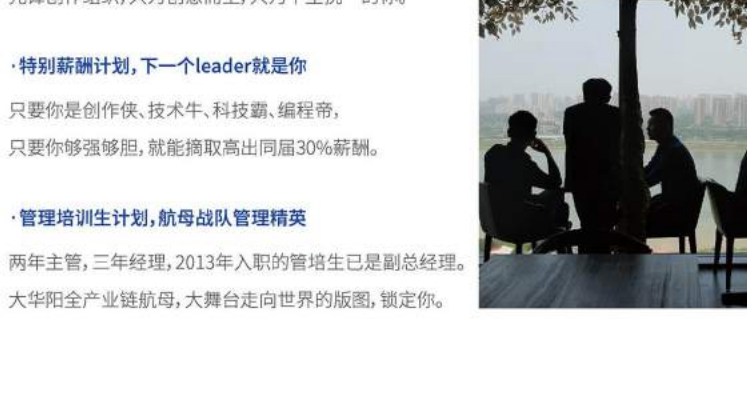 ·特别薪酬计划,下一个leader就是你
只要你是创作侠、技术牛、科技霸、编程帝,
只要你够强够胆,就能摘取高出同届30%薪酬。
·管理培训生计划,航母战队管理精英
两年主管,三年经理,2013年入职的管培生已是副总经理。
大华阳全产业链航母,大舞台走向世界的版图,锁定你。